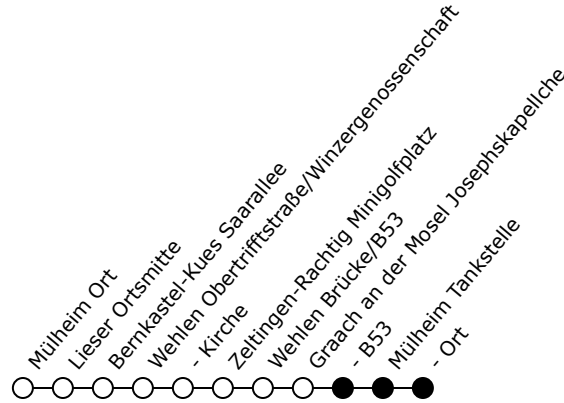 Mülheim Ort
Lieser Ortsmitte
Bernkastel-Kues Saarallee
Wehlen Obertrifftstraße/Winzergenossenschaft
- Kirche
Zeltingen-Rachtig Minigolfplatz
Wehlen Brücke/B53
Graach an der Mosel Josephskapellche
- B53
Mülheim Tankstelle
- Ort